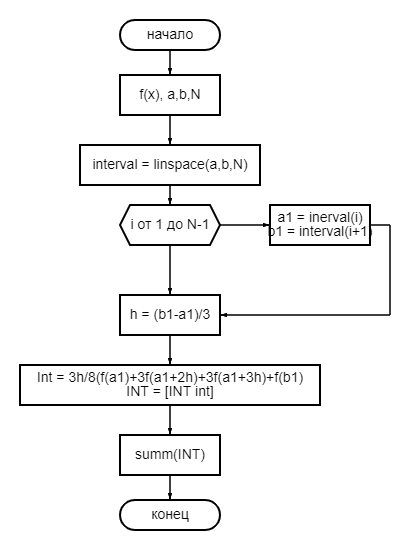 начало
f(x), a,b,N
interval = linspace(a,b,N)
i от 1 до N-1
a1 = inerval(i)
b1 = interval(i+1)
h = (b1-a1)/3
Int = 3h/8(f(a1)+3f(a1+2h)+3f(a1+3h)+f(b1)
INT = [INT int]
summ(INT)
конец